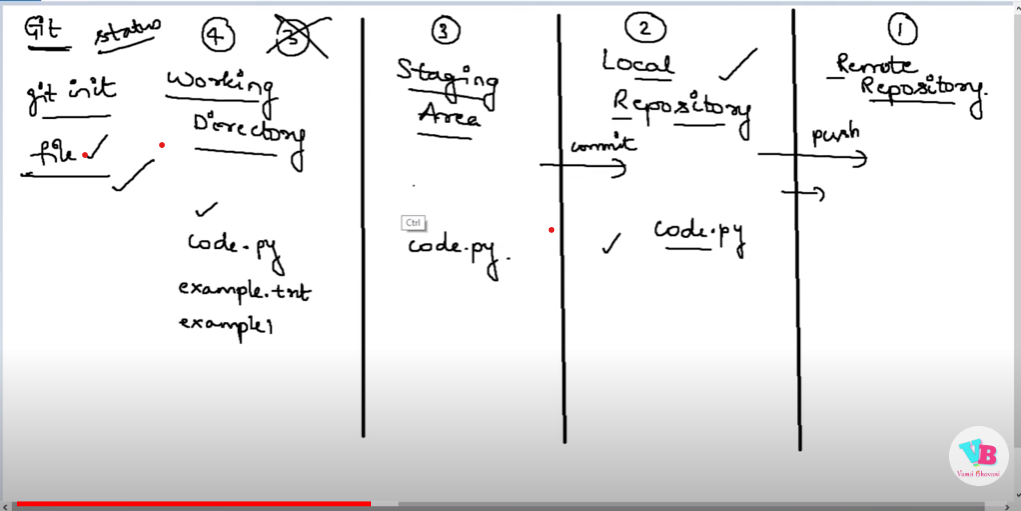 Git status
git init
file
④
3
Working
Directory
code.py
example.txt
example1
③
Staging
Area
Ctrl
code.py.
②
Local
Repository
commit
code.py
①
Remote
Repository.
push
VB
Vamsi Bhavani